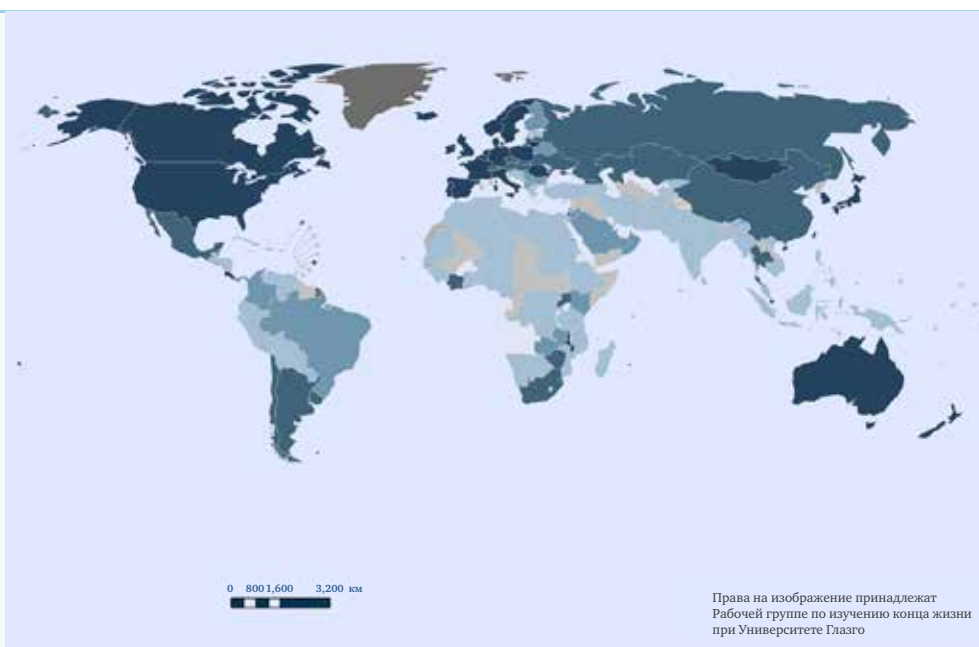 0 800 1,600 3,200 км
Права на изображение принадлежат
Рабочей группе по изучению конца жизни
при Университете Глазго